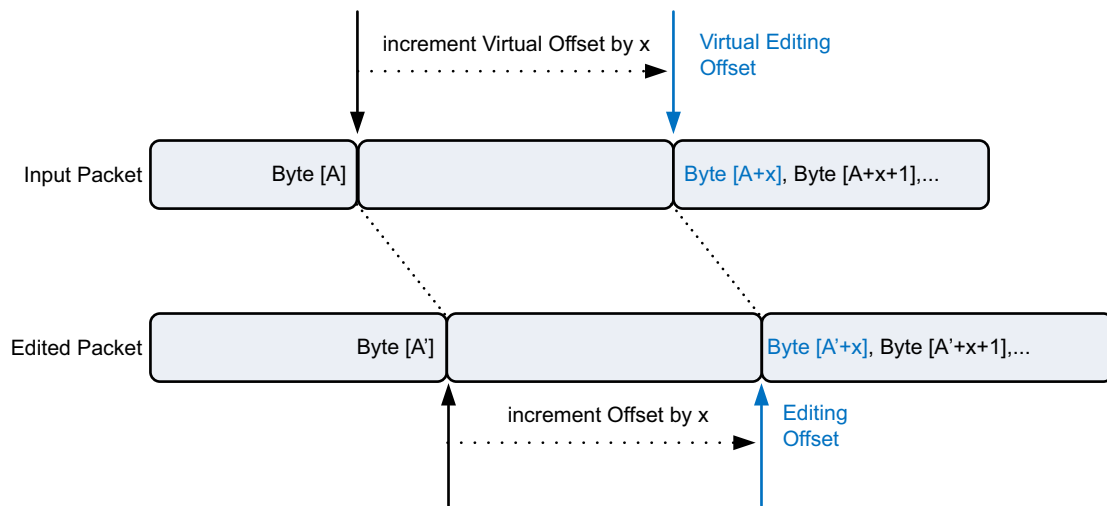 increment Virtual Offset by x
Virtual Editing
Offset
Input Packet
Byte [A]
Byte [A+x], Byte [A+x+1],...
Edited Packet
Byte [A’]
Byte [A’+x], Byte [A’+x+1],...
increment Offset by x
Editing
Offset